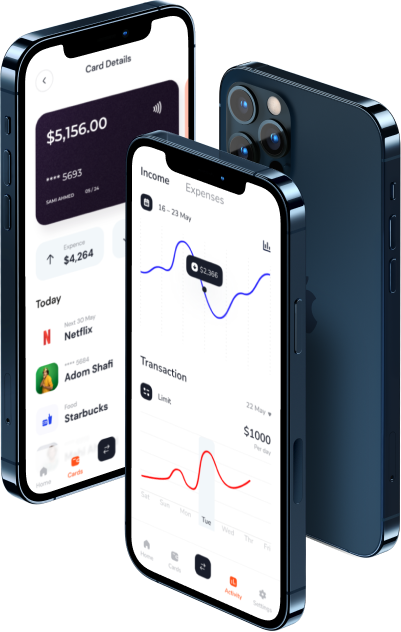 Card Details
$5,156.00
**** 5693
SAMI AHMED 05/24
Expence
$4,264
Today
Next 30 May
Netflix
**** 5684
Adom Shafi
Feed
Starbucks
Home
Cards
Income
Expenses
16 – 23 May
$2,366
Transaction
Limit
22 May
$1000
Per day
Sat
Sun
Mon
Tue
Wed
Thu
Fri
Home
Cards
Activity
Settings